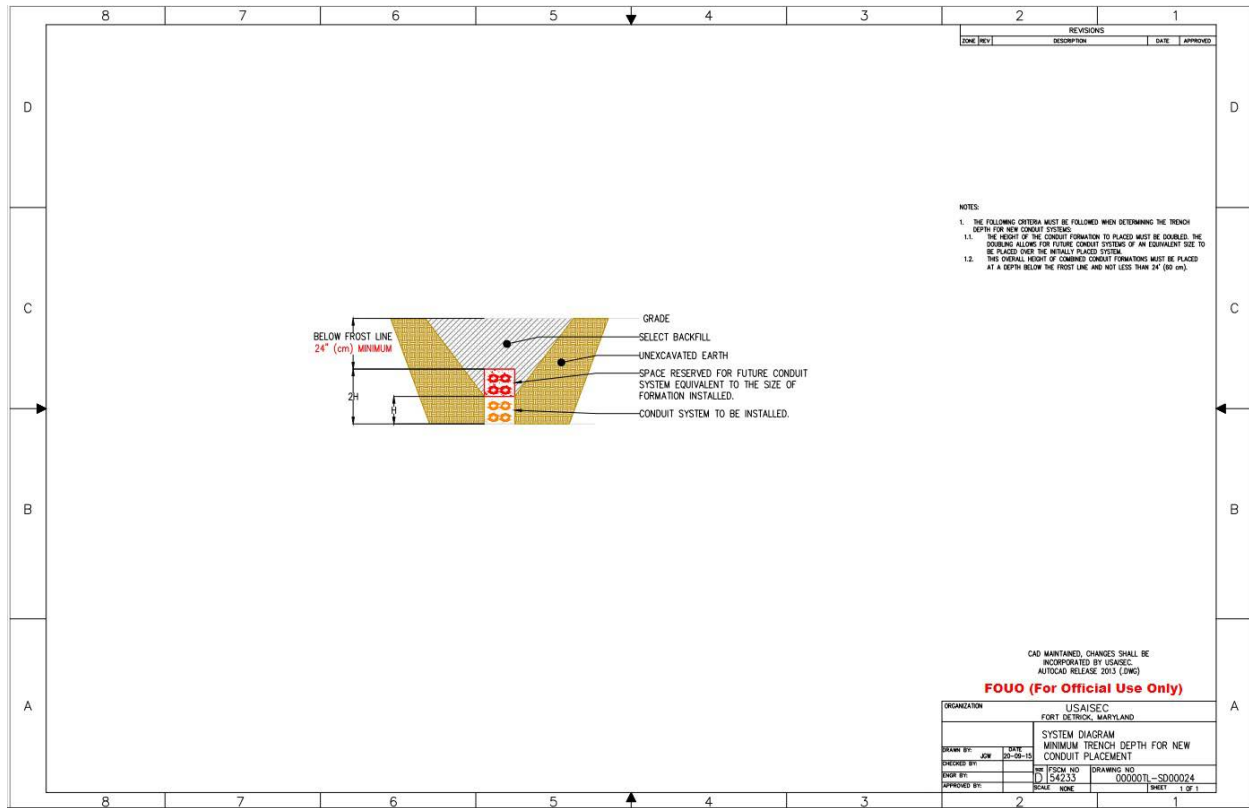 8 7 6 5 4 3 2 1
REVISIONS
ZONE REV DESCRIPTION DATE APPROVED
D D
NOTES:
1. THE FOLLOWING CRITERIA MUST BE FOLLOWED WHEN DETERMINING THE TRENCH
DEPTH FOR NEW CONDUIT SYSTEMS:
1.1. THE HEIGHT OF THE CONDUIT FORMATION TO PLACED MUST BE DOUBLED. THE
DOUBLING ALLOWS FOR FUTURE CONDUIT SYSTEMS OF AN EQUIVALENT SIZE TO
BE PLACED OVER THE INITIALLY PLACED SYSTEM.
1.2. THIS OVERALL HEIGHT OF COMBINED CONDUIT FORMATIONS MUST BE PLACED
AT A DEPTH BELOW THE FROST LINE AND NOT LESS THAN 24" (60 cm).
C C
GRADE
BELOW FROST LINE
24" (cm) MINIMUM
SELECT BACKFILL
UNEXCAVATED EARTH
SPACE RESERVED FOR FUTURE CONDUIT
SYSTEM EQUIVALENT TO THE SIZE OF
FORMATION INSTALLED.
2H
H
CONDUIT SYSTEM TO BE INSTALLED.
B B
CAD MAINTAINED, CHANGES SHALL BE
INCORPORATED BY USAISEC.
AUTOCAD RELEASE 2013 (.DWG)
FOUO (For Official Use Only)
A A
ORGANIZATION
USAISEC
FORT DETRICK, MARYLAND
SYSTEM DIAGRAM
MINIMUM TRENCH DEPTH FOR NEW
CONDUIT PLACEMENT
DRAWN BY: JGW DATE 20-09-15
CHECKED BY:
ENGR BY:
APPROVED BY:
SIZE D FSCM NO 54233 DRAWING NO 00000TL-SD00024
SCALE NONE SHEET 1 OF 1
8 7 6 5 4 3 2 1